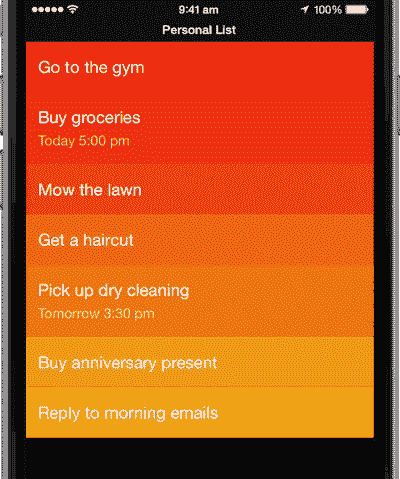 9:41 am
100%
Personal List
Go to the gym
Buy groceries
Today 5:00 pm
Mow the lawn
Get a haircut
Pick up dry cleaning
Tomorrow 3:30 pm
Buy anniversary present
Reply to morning emails